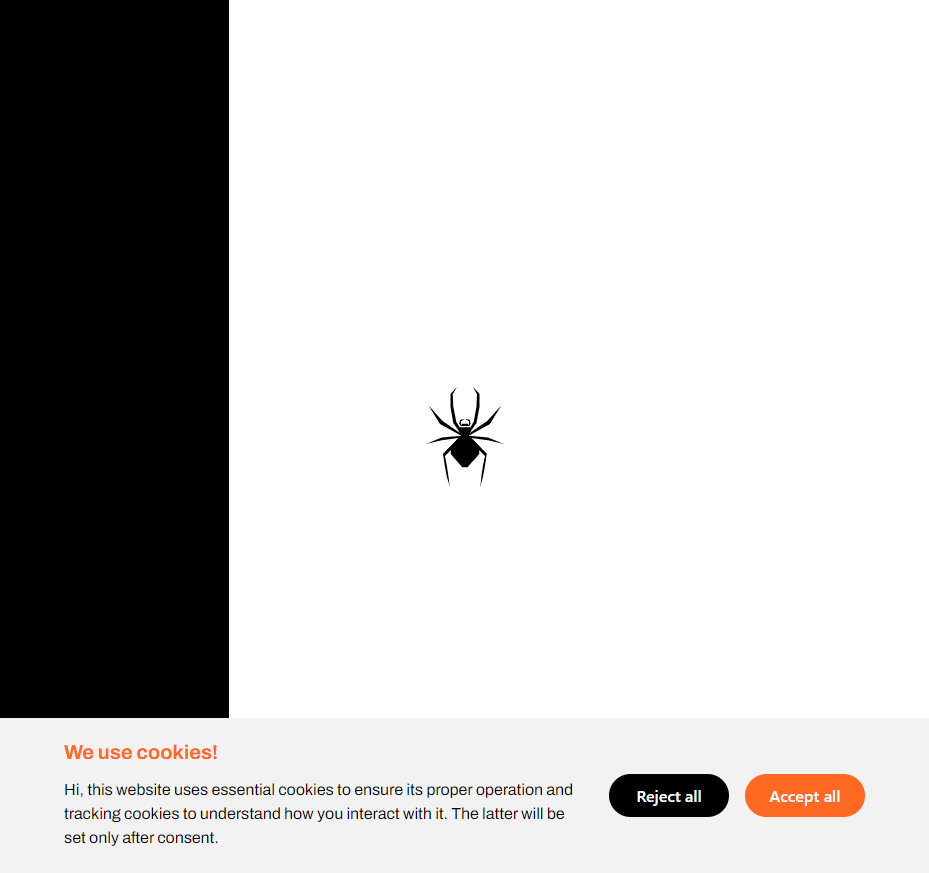 We use cookies!
Hi, this website uses essential cookies to ensure its proper operation and
tracking cookies to understand how you interact with it. The latter will be
set only after consent.
Reject all
Accept all